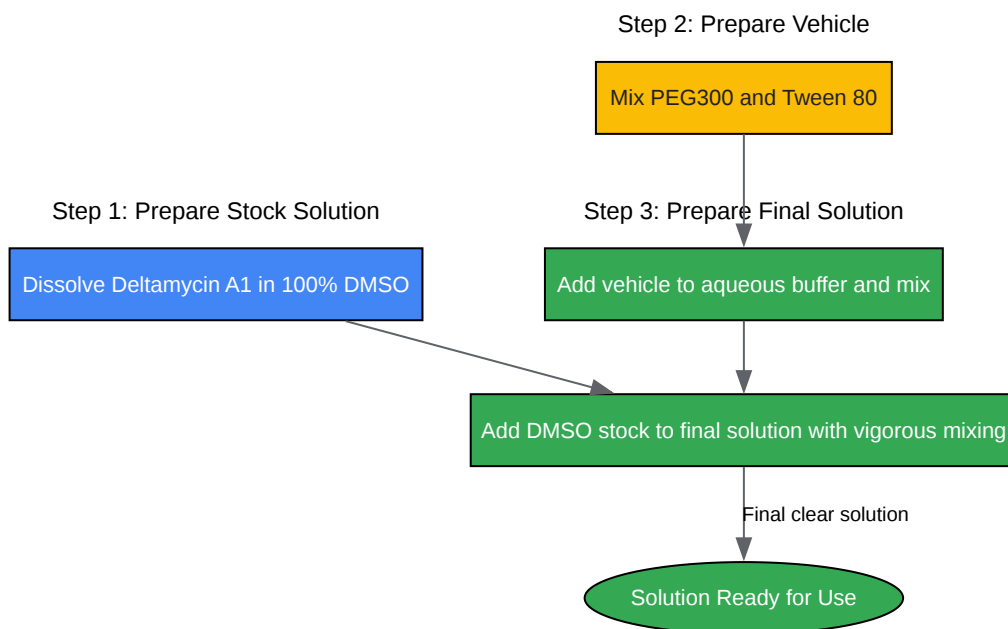 Step 2: Prepare Vehicle
Mix PEG300 and Tween 80
Step 1: Prepare Stock Solution
Dissolve Deltamycin A1 in 100% DMSO
Step 3: Prepare Final Solution
Add vehicle to aqueous buffer and mix
Add DMSO stock to final solution with vigorous mixing
Final clear solution
Solution Ready for Use